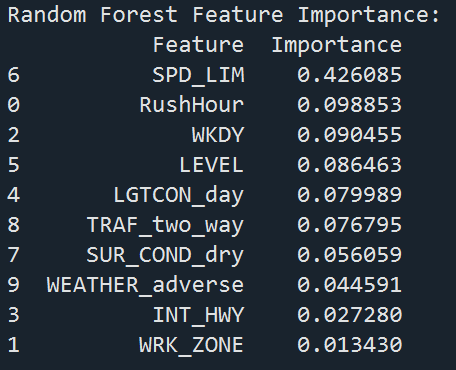 Random Forest Feature Importance:
Feature Importance
6 SPD_LIM 0.426085
0 RushHour 0.098853
2 WKDY 0.090455
5 LEVEL 0.086463
4 LGTCON_day 0.079989
8 TRAF_two_way 0.076795
7 SUR_COND_dry 0.056059
9 WEATHER_adverse 0.044591
3 INT_HWY 0.027280
1 WRK_ZONE 0.013430